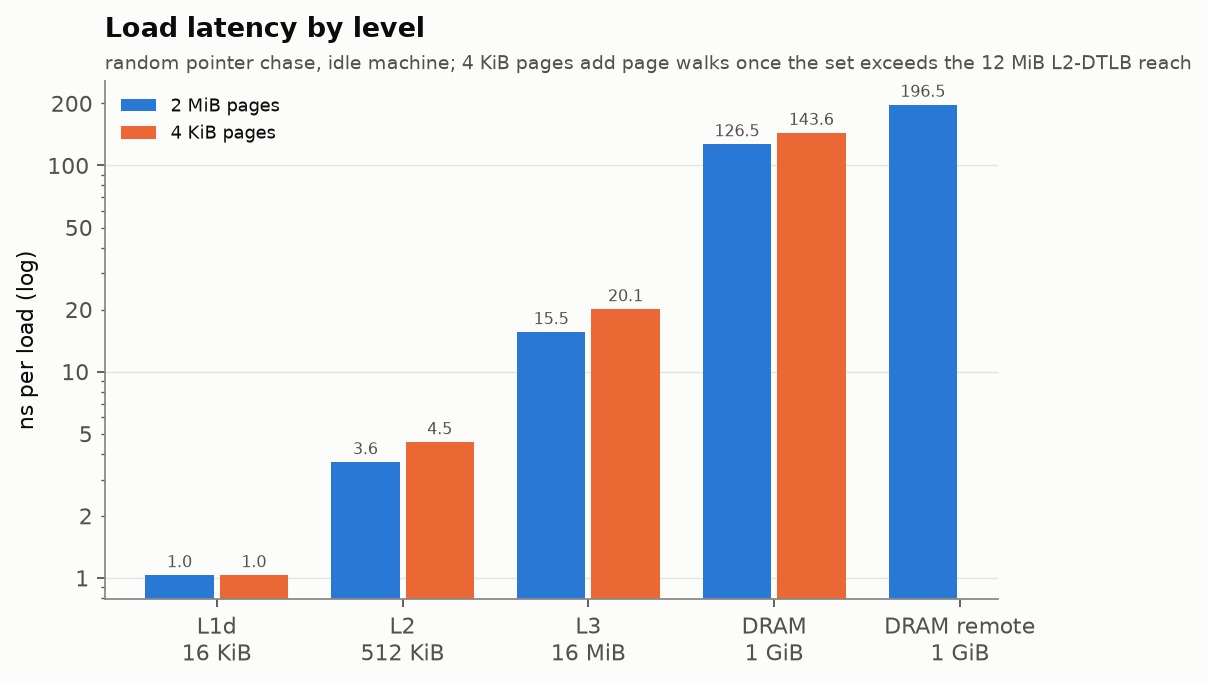 Load latency by level
random pointer chase, idle machine; 4 KiB pages add page walks once the set exceeds the 12 MiB L2-DTLB reach
2 MiB pages
4 KiB pages
ns per load (log)
200
100
50
20
10
5
2
1
1.0
1.0
3.6
4.5
15.5
20.1
126.5
143.6
196.5
L1d
16 KiB
L2
512 KiB
L3
16 MiB
DRAM
1 GiB
DRAM remote
1 GiB